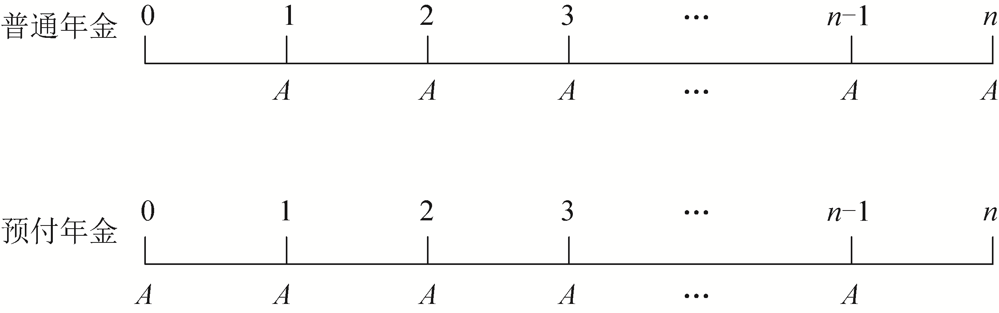 普通年金 0 1 2 3 … n−1 n
A A A … A A
预付年金 0 1 2 3 … n−1 n
A A A A … A